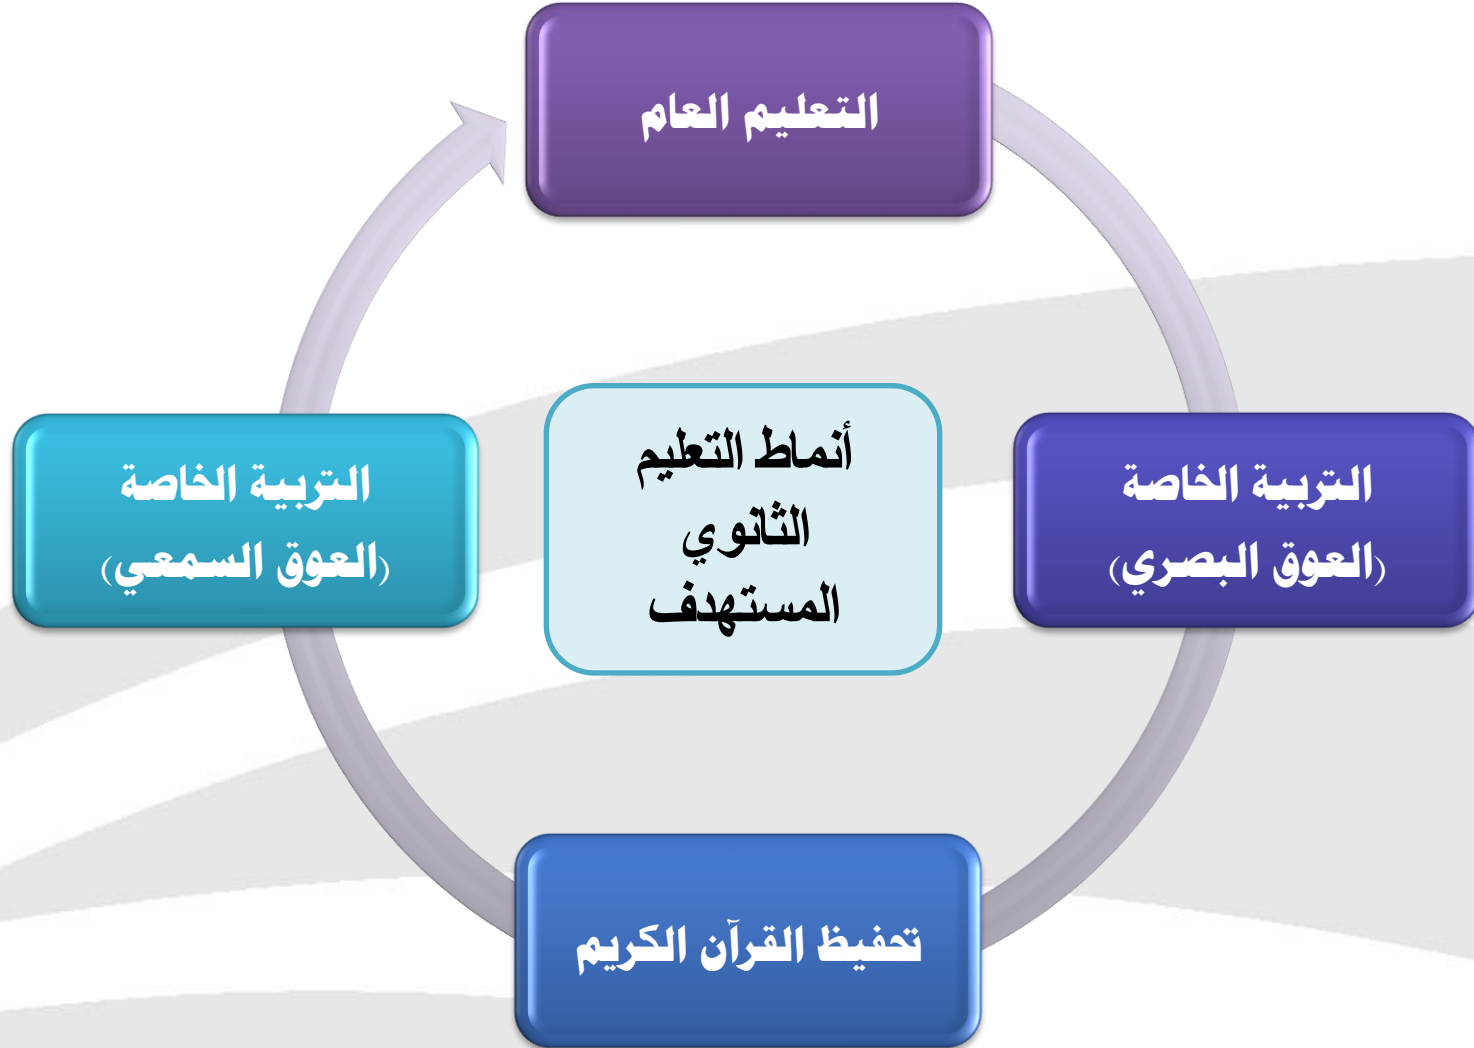 التعليم العام
التربية الخاصة
(العوق البصري)
أنماط التعليم
الثانوي
المستهدف
التربية الخاصة
(العوق السمعي)
تحفيظ القرآن الكريم